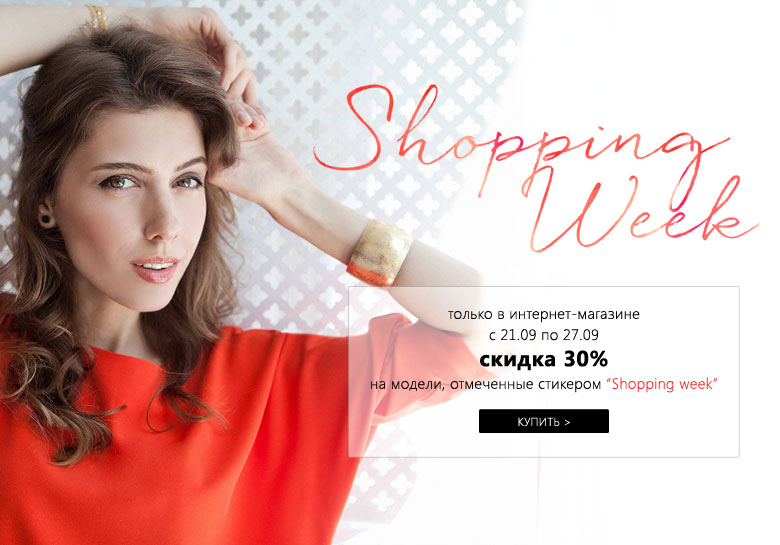 Shopping
Week
только в интернет-магазине
с 21.09 по 27.09
скидка 30%
на модели, отмеченные стикером “Shopping week”
КУПИТЬ >